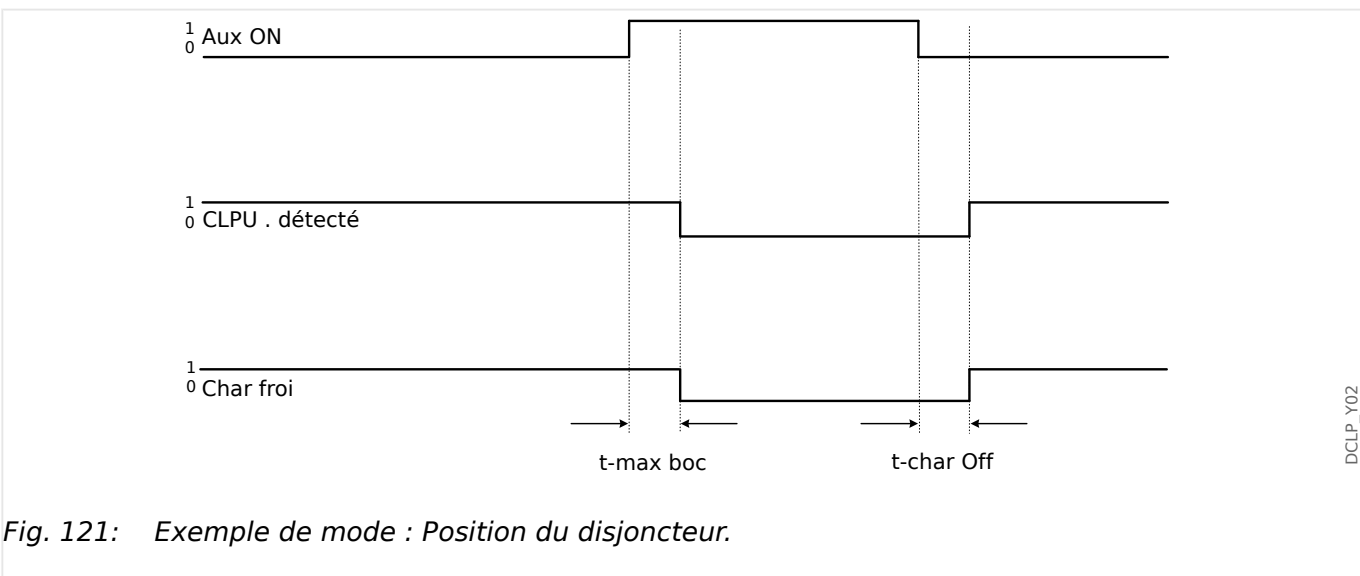 1
0 Aux ON
1
0 CLPU . détecté
1
0 Char froi
t-max boc t-char Off
DCLP_Y02
Fig. 121: Exemple de mode : Position du disjoncteur.